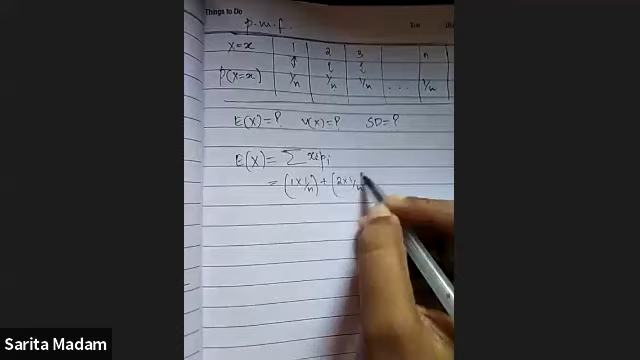 Things to Do
p.m.f.
X=x 1 2 3 n
P(X=x) 1/n 1/n 1/n ... 1/n
E(X)=? V(X)=? SD=?
E(X)= ∑ xᵢpᵢ
= (1×1/n) + (2×1/n
Sarita Madam